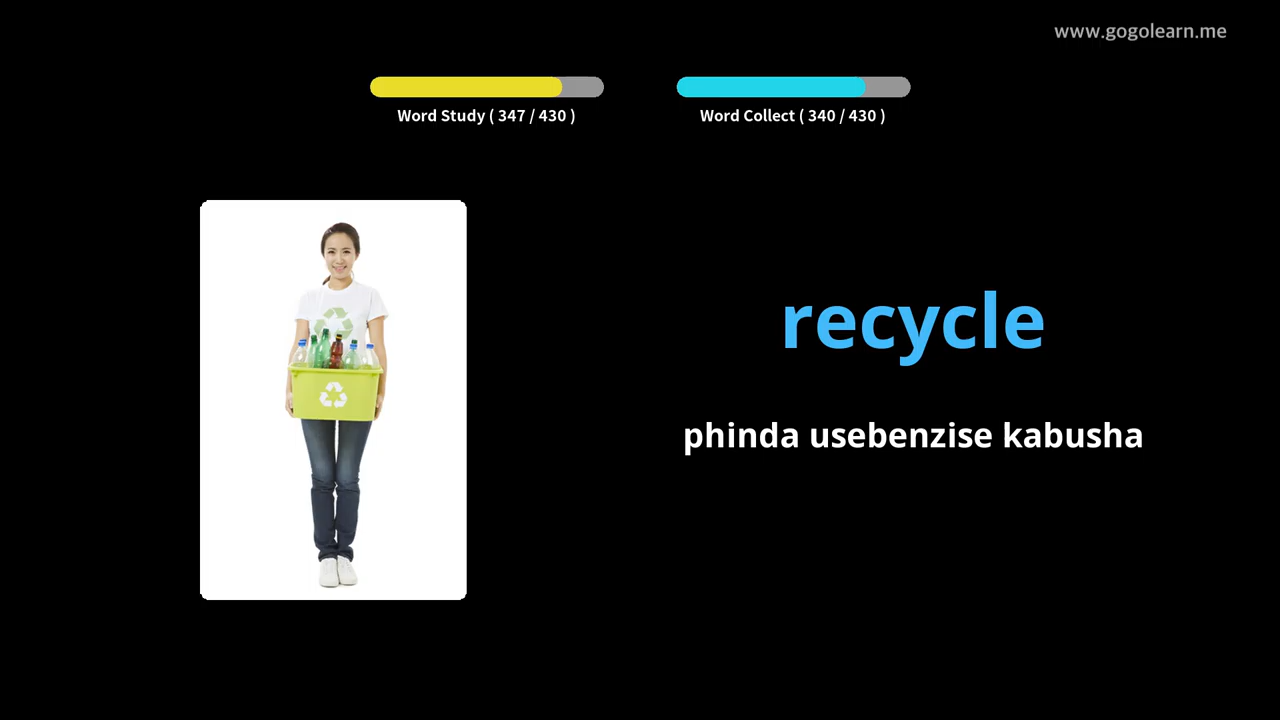 www.gogolearn.me
Word Study ( 347 / 430 )
Word Collect ( 340 / 430 )
recycle
phinda usebenzise kabusha